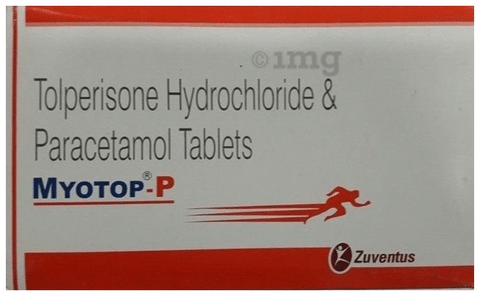 ©1mg
Tolperisone Hydrochloride &
Paracetamol Tablets
MYOTOP®-P
Zuventus